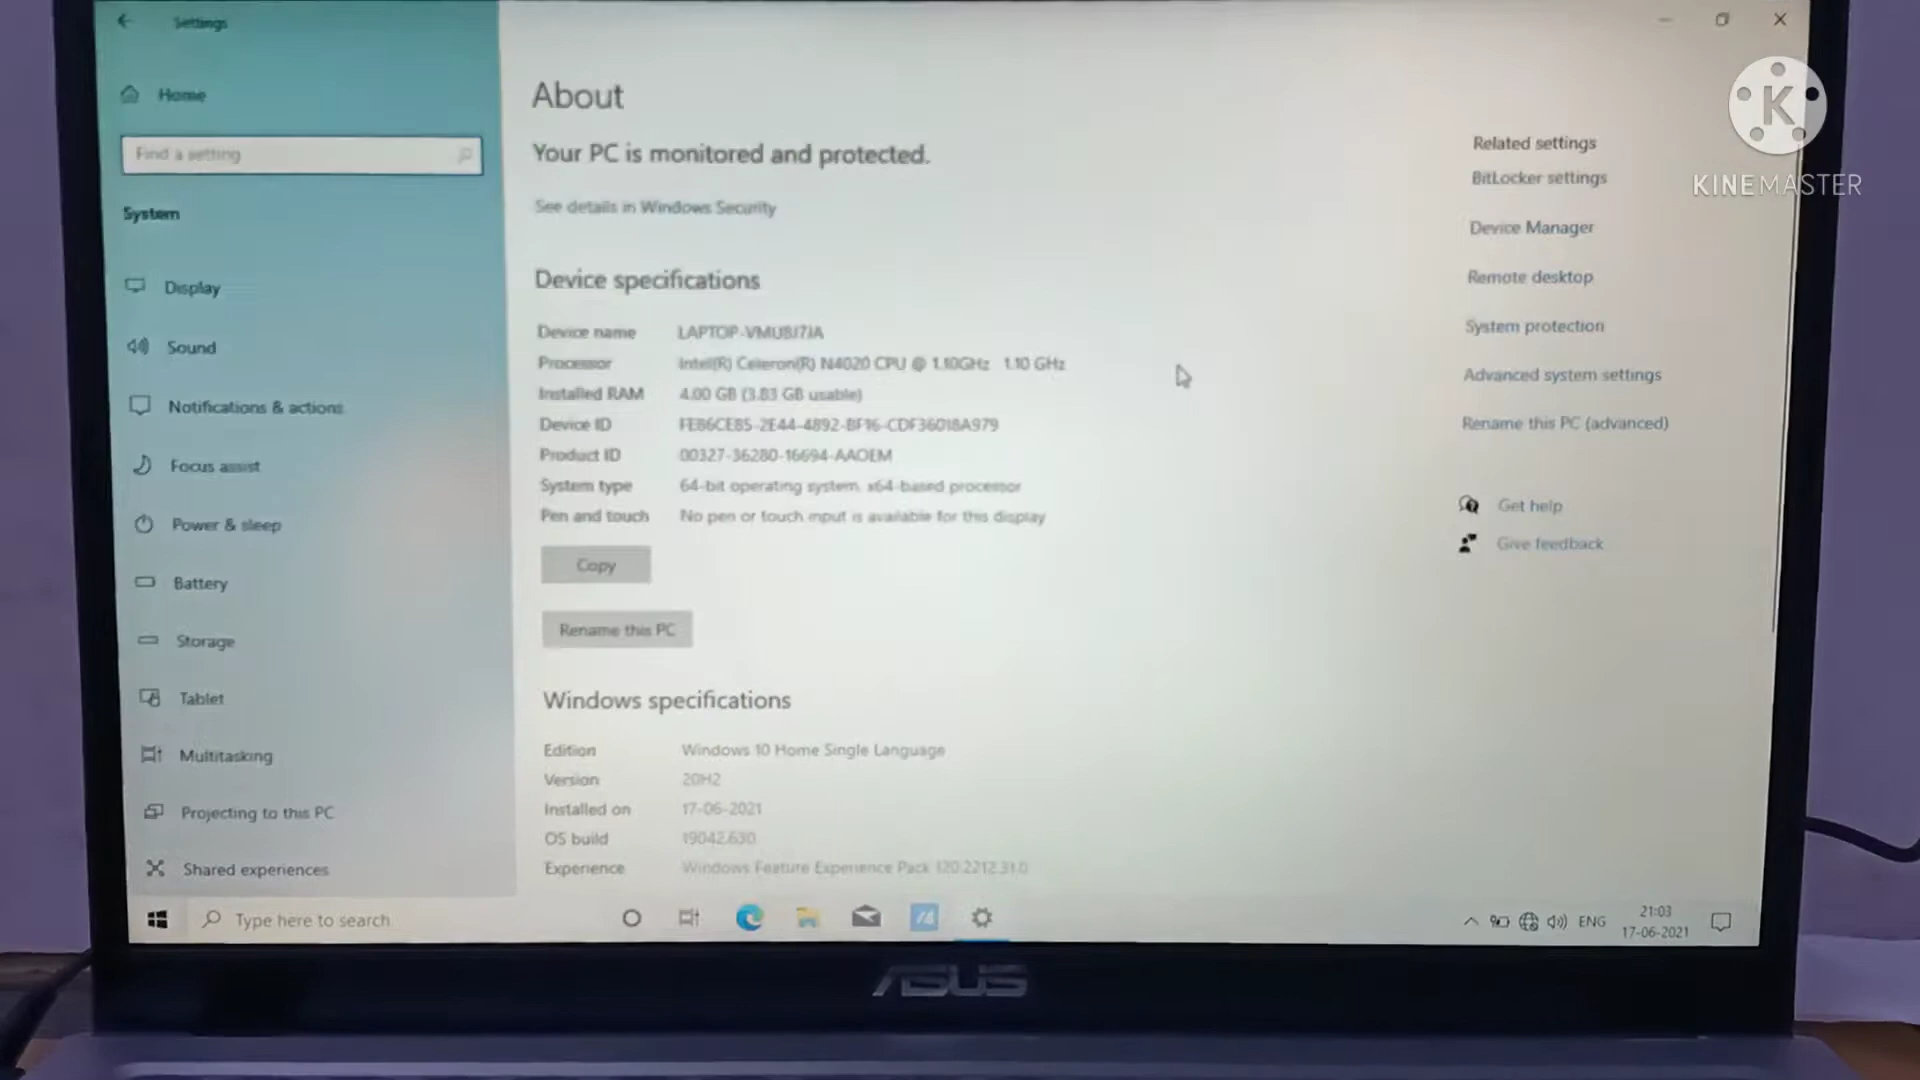 Settings
Home
Find a setting
System
Display
Sound
Notifications & actions
Focus assist
Power & sleep
Battery
Storage
Tablet
Multitasking
Projecting to this PC
Shared experiences
About
Your PC is monitored and protected.
See details in Windows Security
Device specifications
Device name LAPTOP-VMU8J7JA
Processor Intel(R) Celeron(R) N4020 CPU @ 1.10GHz 1.10 GHz
Installed RAM 4.00 GB (3.83 GB usable)
Device ID FE86CE85-2E44-4892-BF16-CDF36018A979
Product ID 00327-36280-16694-AAOEM
System type 64-bit operating system, x64-based processor
Pen and touch No pen or touch input is available for this display
Copy
Rename this PC
Windows specifications
Edition Windows 10 Home Single Language
Version 20H2
Installed on 17-06-2021
OS build 19042.630
Experience Windows Feature Experience Pack 120.2212.31.0
Related settings
BitLocker settings
Device Manager
Remote desktop
System protection
Advanced system settings
Rename this PC (advanced)
Get help
Give feedback
K
KINEMASTER
Type here to search
ENG
21:03
17-06-2021
ASUS